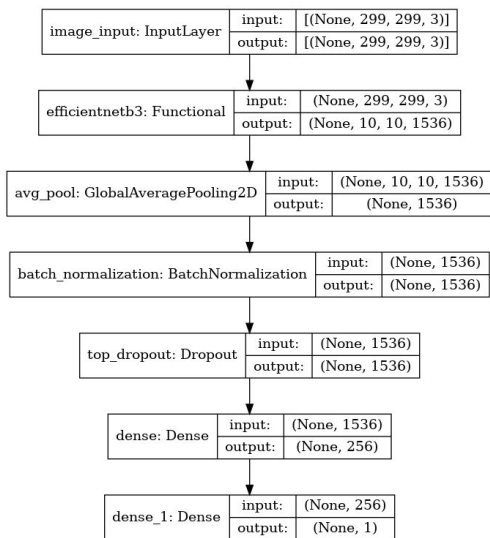 image_input: InputLayer
input: [(None, 299, 299, 3)]
output: [(None, 299, 299, 3)]
efficientnetb3: Functional
input: (None, 299, 299, 3)
output: (None, 10, 10, 1536)
avg_pool: GlobalAveragePooling2D
input: (None, 10, 10, 1536)
output: (None, 1536)
batch_normalization: BatchNormalization
input: (None, 1536)
output: (None, 1536)
top_dropout: Dropout
input: (None, 1536)
output: (None, 1536)
dense: Dense
input: (None, 1536)
output: (None, 256)
dense_1: Dense
input: (None, 256)
output: (None, 1)